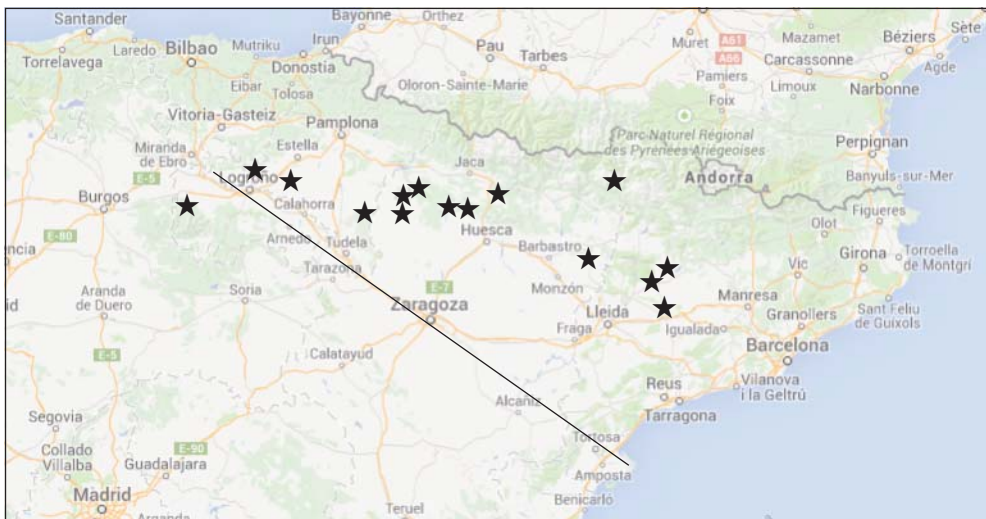 Santander
Laredo
Torrelavega
Bilbao
Mutriku
Eibar
Tolosa
Irun
Donostia
Bayonne
Orthez
Pau
Oloron-Sainte-Marie
Tarbes
Muret
A61
A66
Mazamet
Carcassonne
Béziers
Sète
Agde
Narbonne
Pamiers
Limoux
Foix
Parc Naturel Régional
des Pyrénées Ariégeoises
Perpignan
Banyuls-sur-Mer
Andorra
Vitoria-Gasteiz
Miranda
de Ebro
E-5
Burgos
Estella
Pamplona
Logroño
Calahorra
Arnedo
Tudela
Tarazona
Jaca
Huesca
Barbastro
Monzón
Olot
Figueres
Girona
Torroella
de Montgrí
Vic
Sant Feliu
de Guíxols
E-80
Aranda
de Duero
Soria
E-7
Zaragoza
Fraga
Lleida
Manresa
Igualada
Granollers
Barcelona
E-5
Calatayud
Alcañiz
Reus
Tarragona
Vilanova
i la Geltrú
Segovia
Collado
Villalba
E-90
Guadalajara
Madrid
Teruel
Tortosa
Amposta
Benicarló